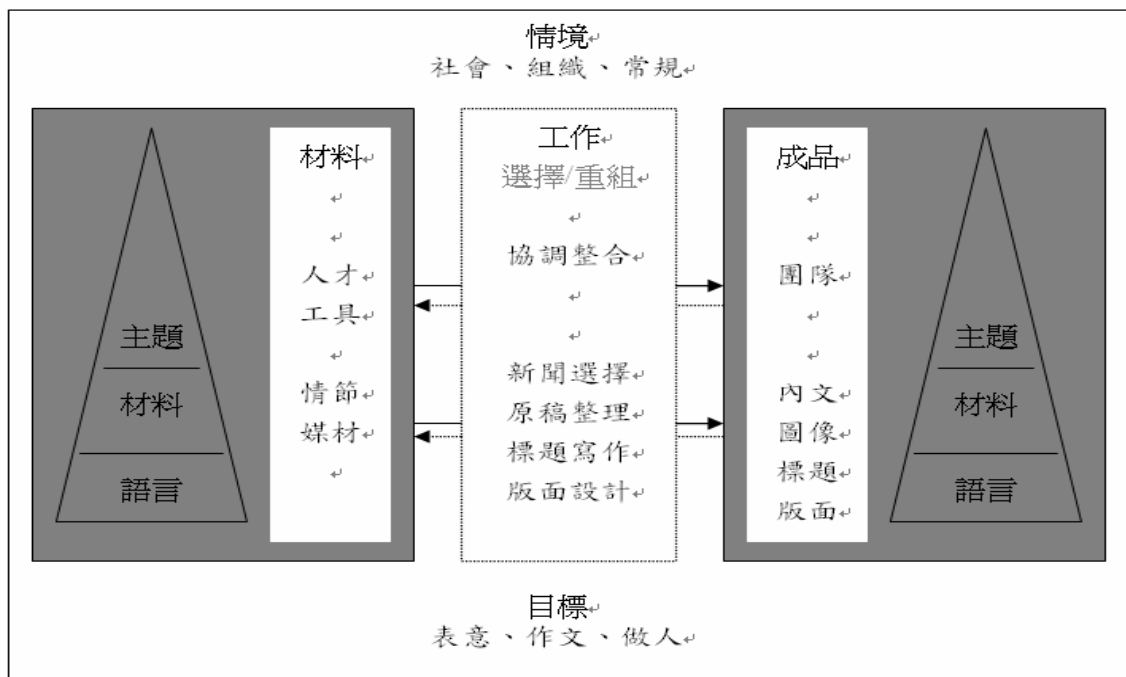 情境
社會、組織、常規
主題
材料
語言
材料
人才
工具
情節
媒材
工作
選擇/重組
協調整合
新聞選擇
原稿整理
標題寫作
版面設計
成品
團隊
內文
圖像
標題
版面
主題
材料
語言
目標
表意、作文、做人